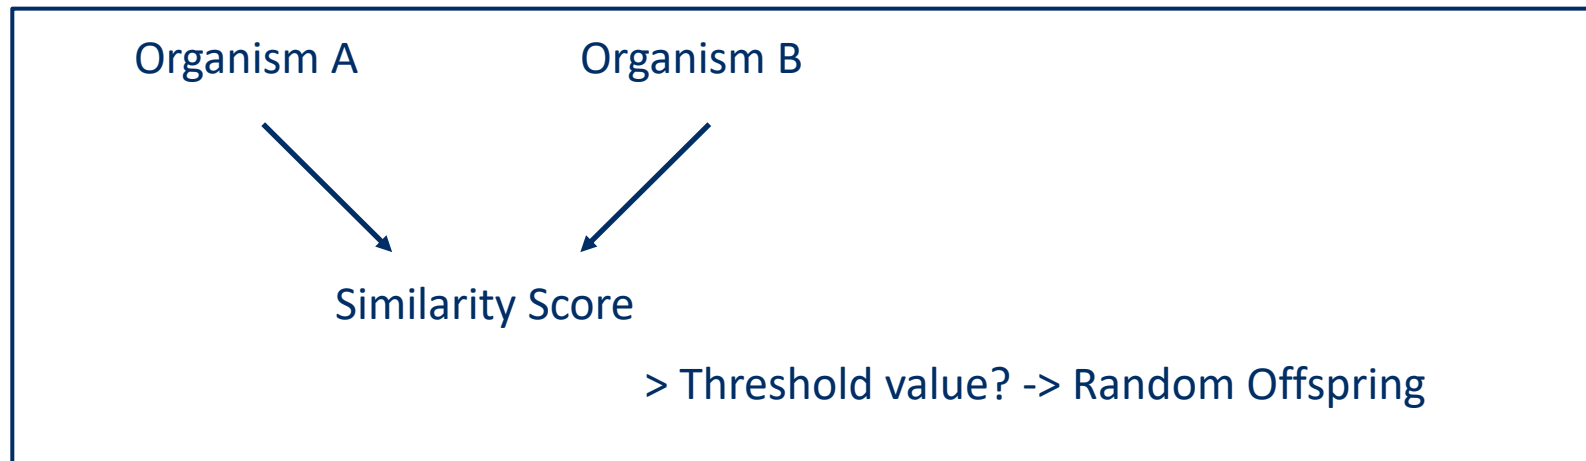 Organism A Organism B
Similarity Score
> Threshold value? -> Random Offspring